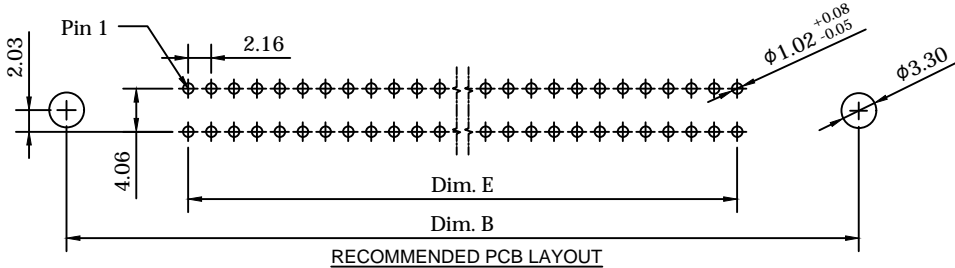 Pin 1
2.16
ϕ1.02 +0.08 -0.05
ϕ3.30
2.03
4.06
Dim. E
Dim. B
RECOMMENDED PCB LAYOUT